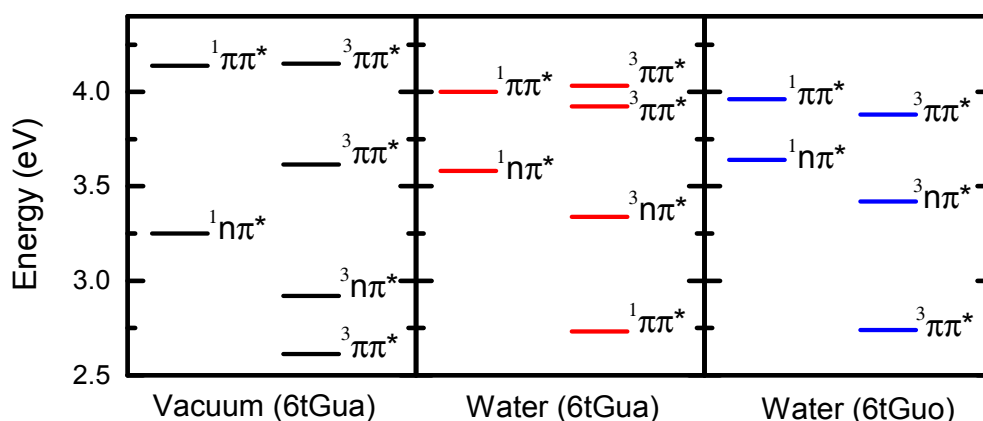 Energy (eV)
4.0
3.5
3.0
2.5
¹ππ*
³ππ*
³ππ*
¹nπ*
³nπ*
³ππ*
Vacuum (6tGua)
¹ππ*
³ππ*
³ππ*
¹nπ*
³nπ*
¹ππ*
Water (6tGua)
¹ππ*
³ππ*
¹nπ*
³nπ*
³ππ*
Water (6tGuo)